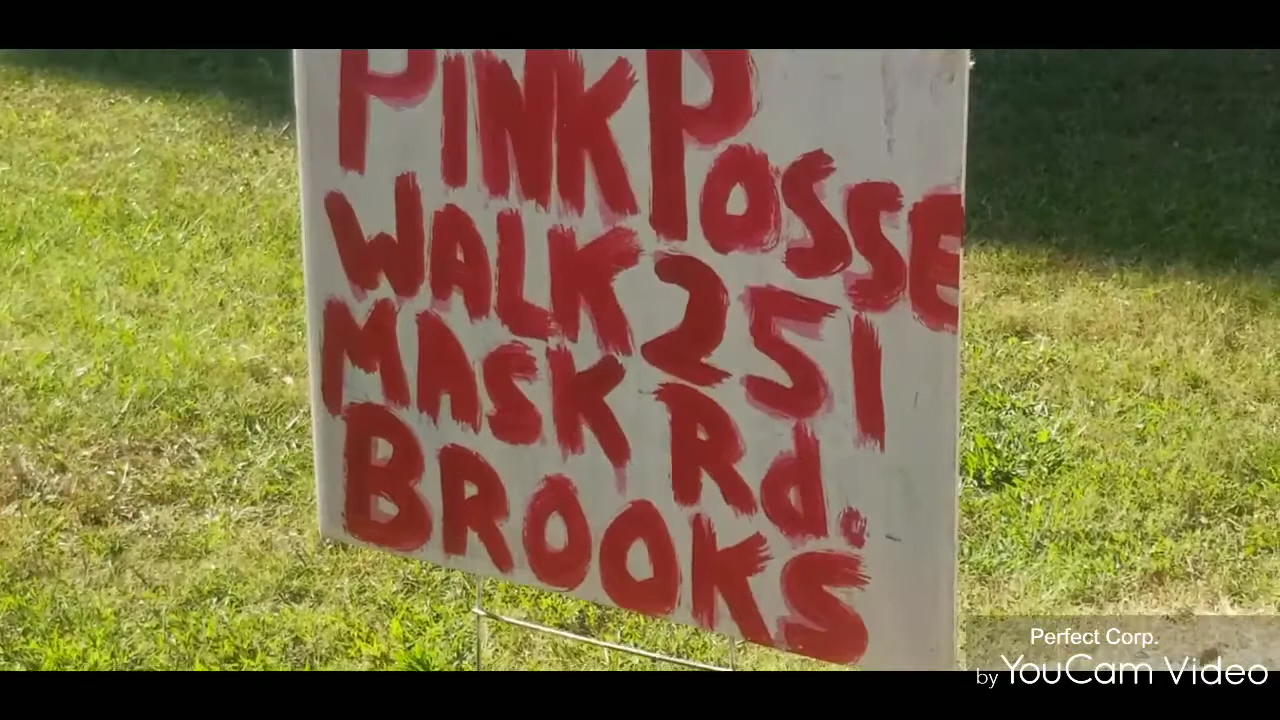 PINK POSSE
WALK 251
MASK Rd.
BROOKS
Perfect Corp.
by YouCam Video